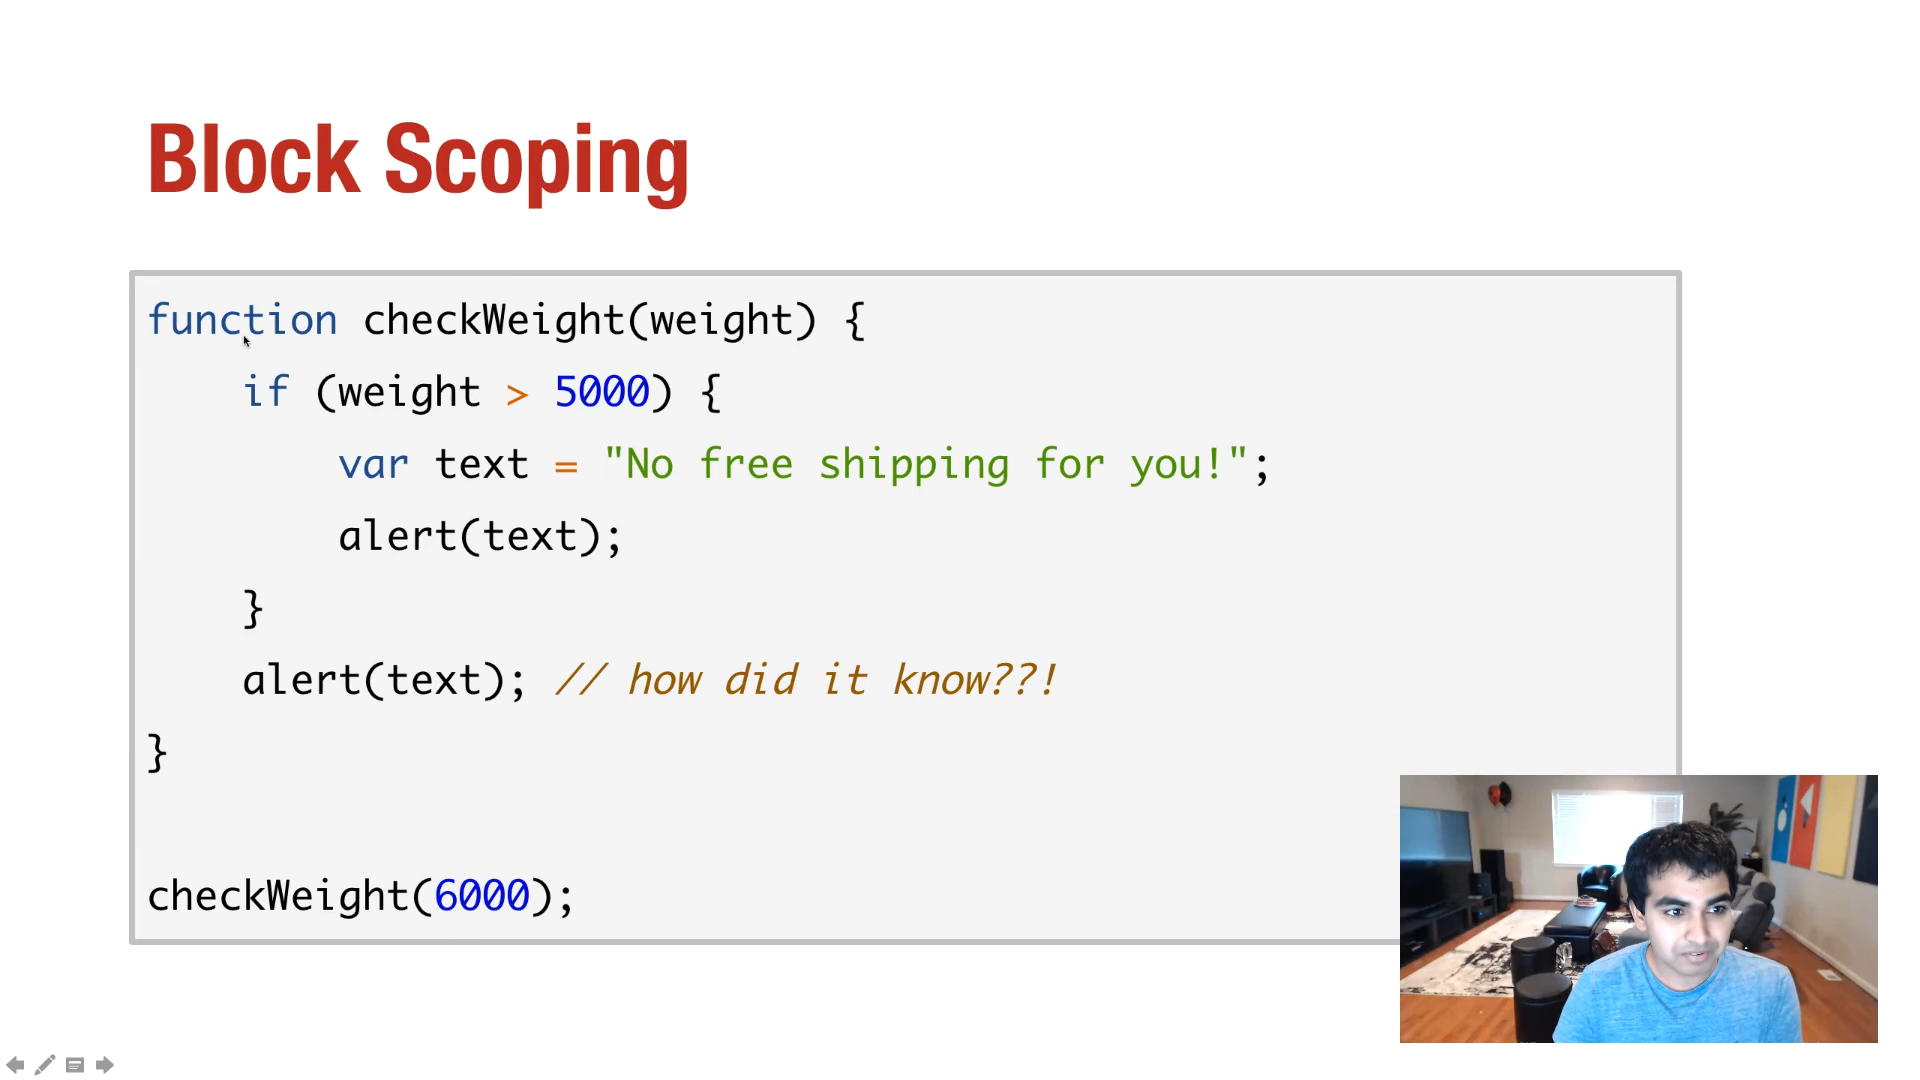 Block Scoping
function checkWeight(weight) {
if (weight > 5000) {
var text = "No free shipping for you!";
alert(text);
}
alert(text); // how did it know??!
}
checkWeight(6000);